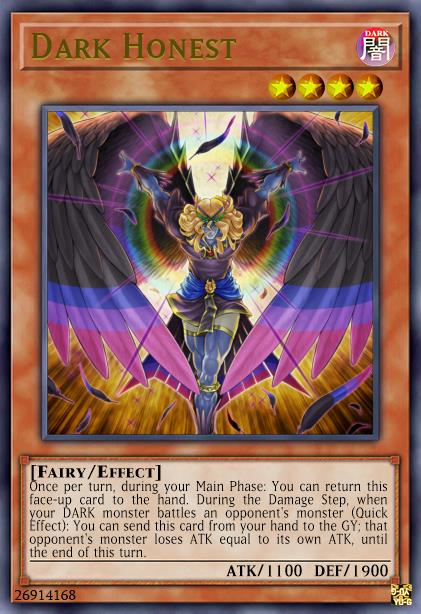 DARK HONEST
DARK
闇
[FAIRY/EFFECT]
Once per turn, during your Main Phase: You can return this
face-up card to the hand. During the Damage Step, when
your DARK monster battles an opponent's monster (Quick
Effect): You can send this card from your hand to the GY; that
opponent's monster loses ATK equal to its own ATK, until
the end of this turn.
ATK/1100 DEF/1900
26914168